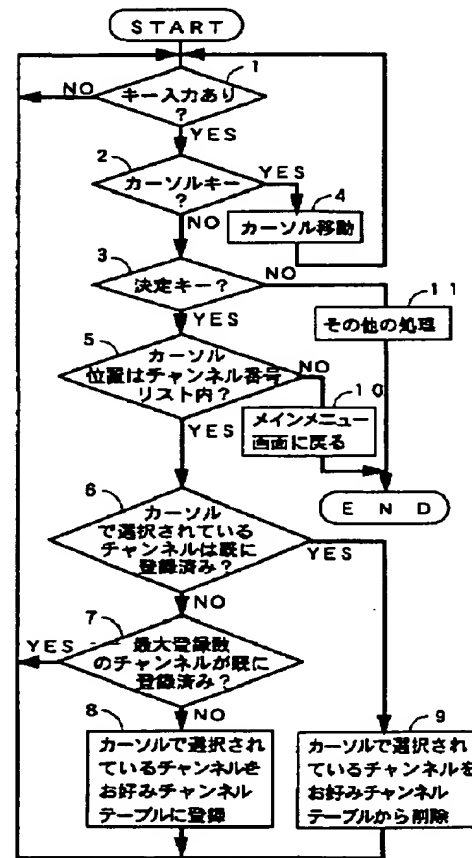 START
1
キー入力あり
?
NO
YES
2
カーソルキー
?
YES
NO
4
カーソル移動
3
決定キー?
NO
YES
11
その他の処理
5
カーソル
位置はチャンネル番号
リスト内?
NO
YES
10
メインメニュー
画面に戻る
END
6
カーソル
で選択されている
チャンネルは既に
登録済み?
YES
NO
7
最大登録数
のチャンネルが既に
登録済み?
YES
NO
8
カーソルで選択され
ているチャンネルを
お好みチャンネル
テーブルに登録
9
カーソルで選択され
ているチャンネルを
お好みチャンネル
テーブルから削除